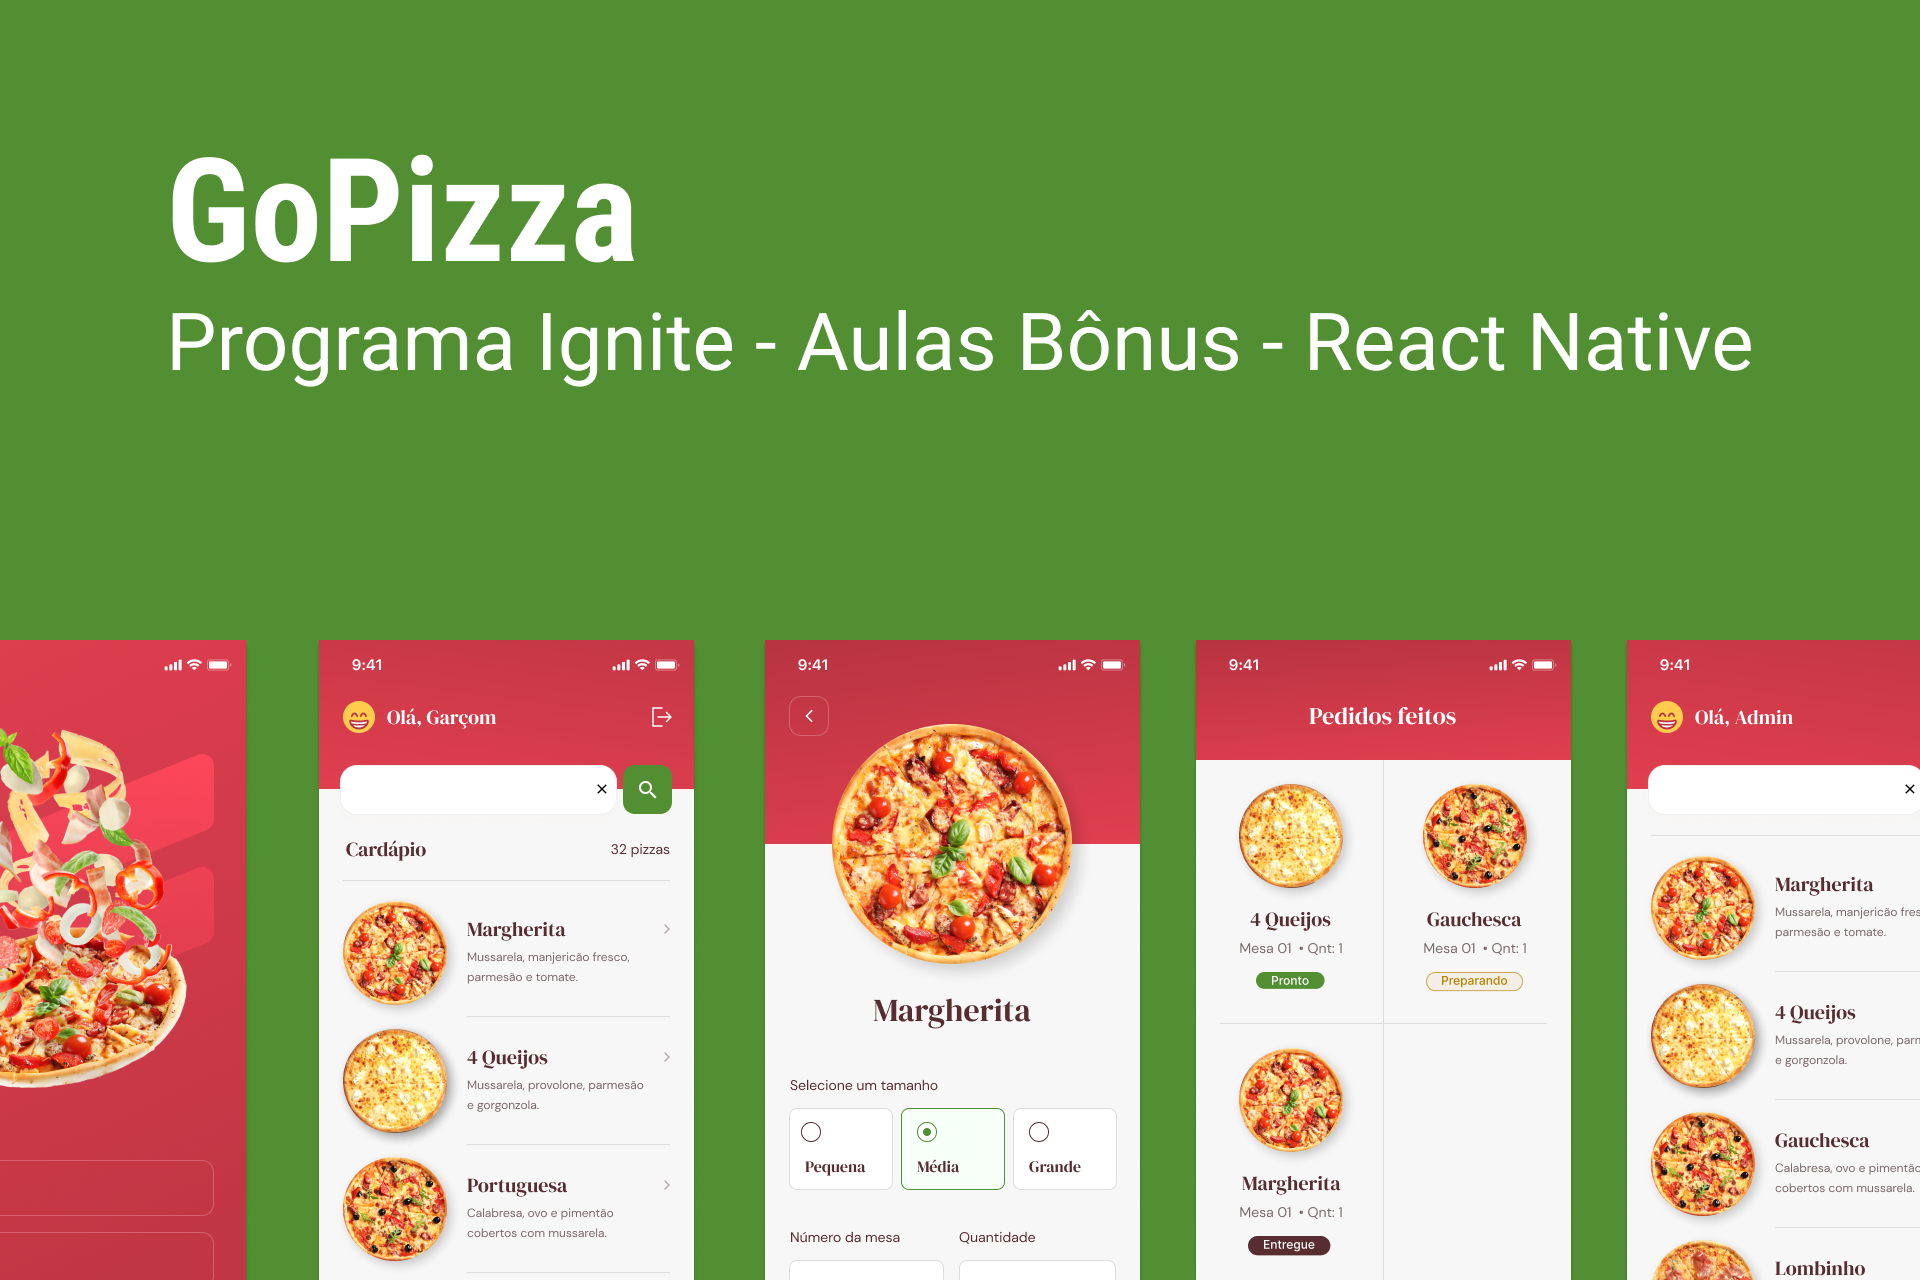 GoPizza
Programa Ignite - Aulas Bônus - React Native
9:41
Olá, Garçom
Cardápio
32 pizzas
Margherita
Mussarela, manjericão fresco,
parmesão e tomate.
4 Queijos
Mussarela, provolone, parmesão
e gorgonzola.
Portuguesa
Calabresa, ovo e pimentão
cobertos com mussarela.
9:41
Margherita
Selecione um tamanho
Pequena
Média
Grande
Número da mesa
Quantidade
9:41
Pedidos feitos
4 Queijos
Mesa 01 • Qnt: 1
Pronto
Gauchesca
Mesa 01 • Qnt: 1
Preparando
Margherita
Mesa 01 • Qnt: 1
Entregue
9:41
Olá, Admin
Margherita
Mussarela, manjericão fres
parmesão e tomate.
4 Queijos
Mussarela, provolone, parm
e gorgonzola.
Gauchesca
Calabresa, ovo e pimentão
cobertos com mussarela.
Lombinho